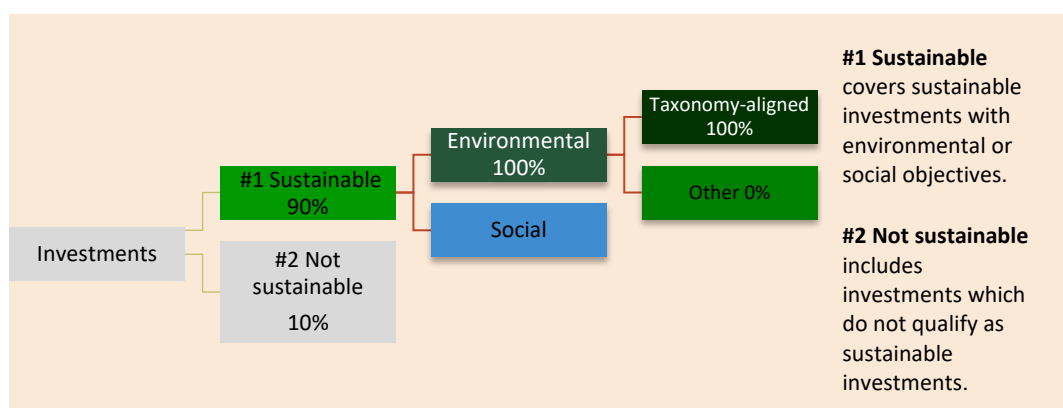 Investments
#1 Sustainable
90%
#2 Not
sustainable
10%
Environmental
100%
Social
Taxonomy-aligned
100%
Other 0%
#1 Sustainable
covers sustainable
investments with
environmental or
social objectives.
#2 Not sustainable
includes
investments which
do not qualify as
sustainable
investments.